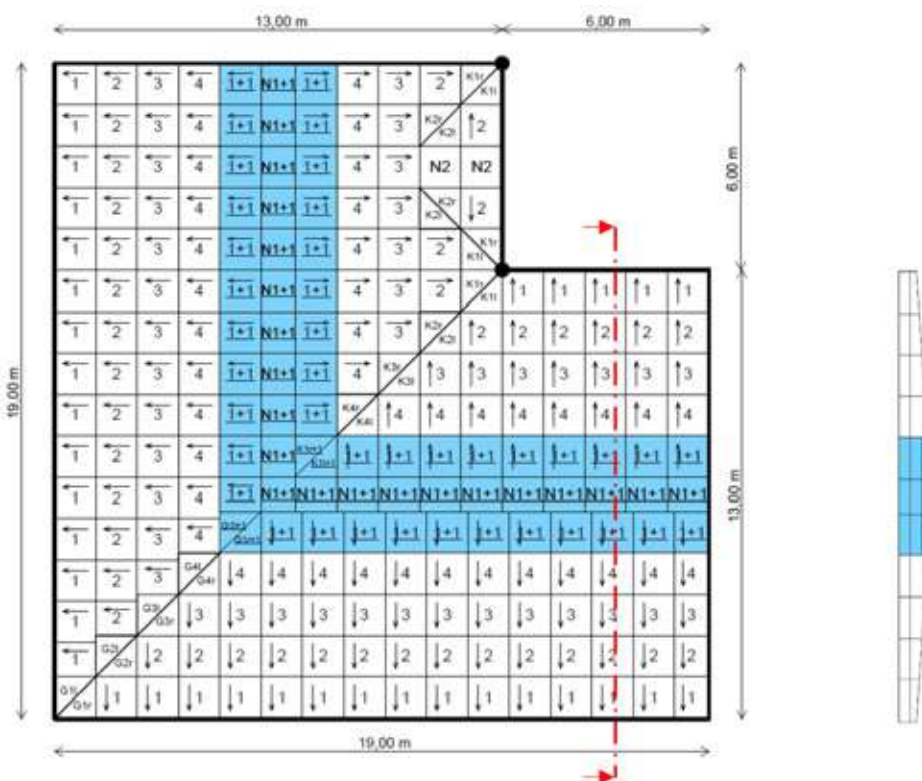 13,00 m 6,00 m
1 2 3 4 1+1 N1+1 1+1 4 3 2 K1r K1l
1 2 3 4 1+1 N1+1 1+1 4 3 K2r K2l 2
1 2 3 4 1+1 N1+1 1+1 4 3 N2 N2
6,00 m
1 2 3 4 1+1 N1+1 1+1 4 3 K2r K2l 2
1 2 3 4 1+1 N1+1 1+1 4 3 2 K1r K1l
1 2 3 4 1+1 N1+1 1+1 4 3 2 K1r K1l 1 1 1 1 1
1 2 3 4 1+1 N1+1 1+1 4 3 K2r K2l 2 2 2 2 2 2
1 2 3 4 1+1 N1+1 1+1 4 K3r K3l 3 3 3 3 3 3 3
19,00 m
1 2 3 4 1+1 N1+1 1+1 K4r K4l 4 4 4 4 4 4 4 4
1 2 3 4 1+1 N1+1 1+1 1+1 1+1 1+1 1+1 1+1 1+1 1+1 1+1
1 2 3 4 1+1 N1+1 N1+1 N1+1 N1+1 N1+1 N1+1 N1+1 N1+1 N1+1 N1+1 N1+1
13,00 m
1 2 3 4 1+1 1+1 1+1 1+1 1+1 1+1 1+1 1+1 1+1 1+1 1+1
1 2 3 G4l G4r 4 4 4 4 4 4 4 4 4 4 4 4
1 2 G3l G3r 3 3 3 3 3 3 3 3 3 3 3 3 3
1 G2l G2r 2 2 2 2 2 2 2 2 2 2 2 2 2 2
G1l G1r 1 1 1 1 1 1 1 1 1 1 1 1 1 1 1
19,00 m